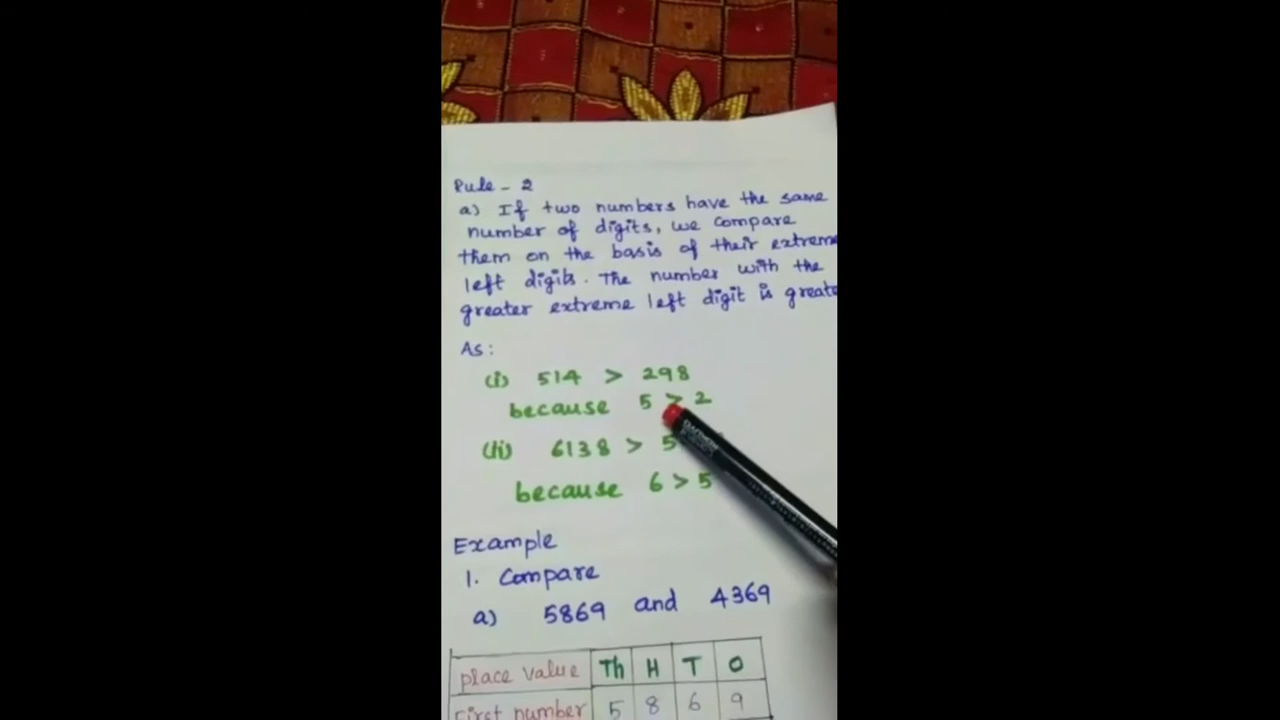 Rule - 2
a) If two numbers have the same
number of digits, we compare
them on the basis of their extreme
left digits. The number with the
greater extreme left digit is greate
As:
(i) 514 > 298
because 5 > 2
(ii) 6138 > 5
because 6 > 5
Example
1. Compare
a) 5869 and 4369
place value Th H T O
First number 5 8 6 9